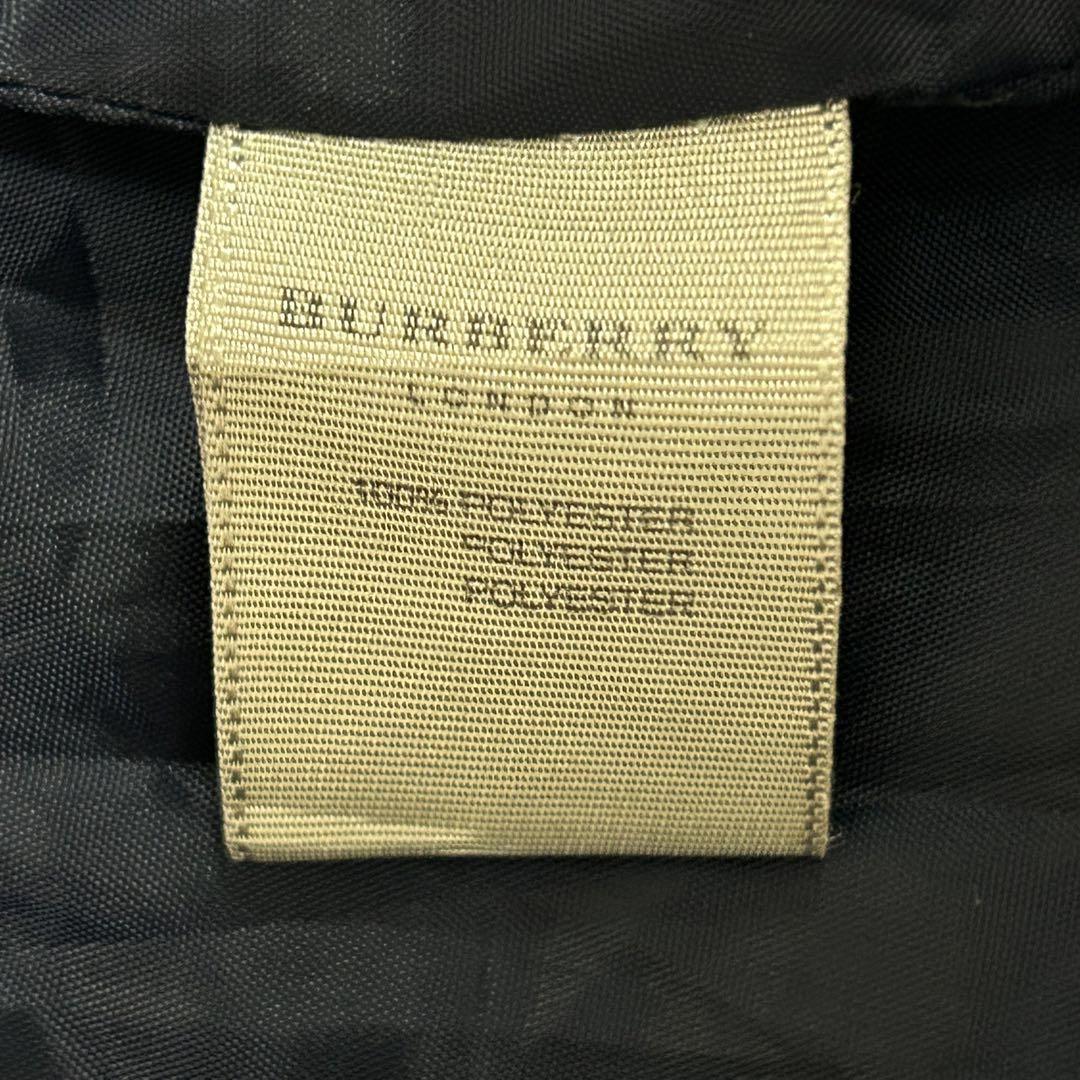 BURBERRY
LONDON
100% POLYESTER
POLYESTER
POLYESTER